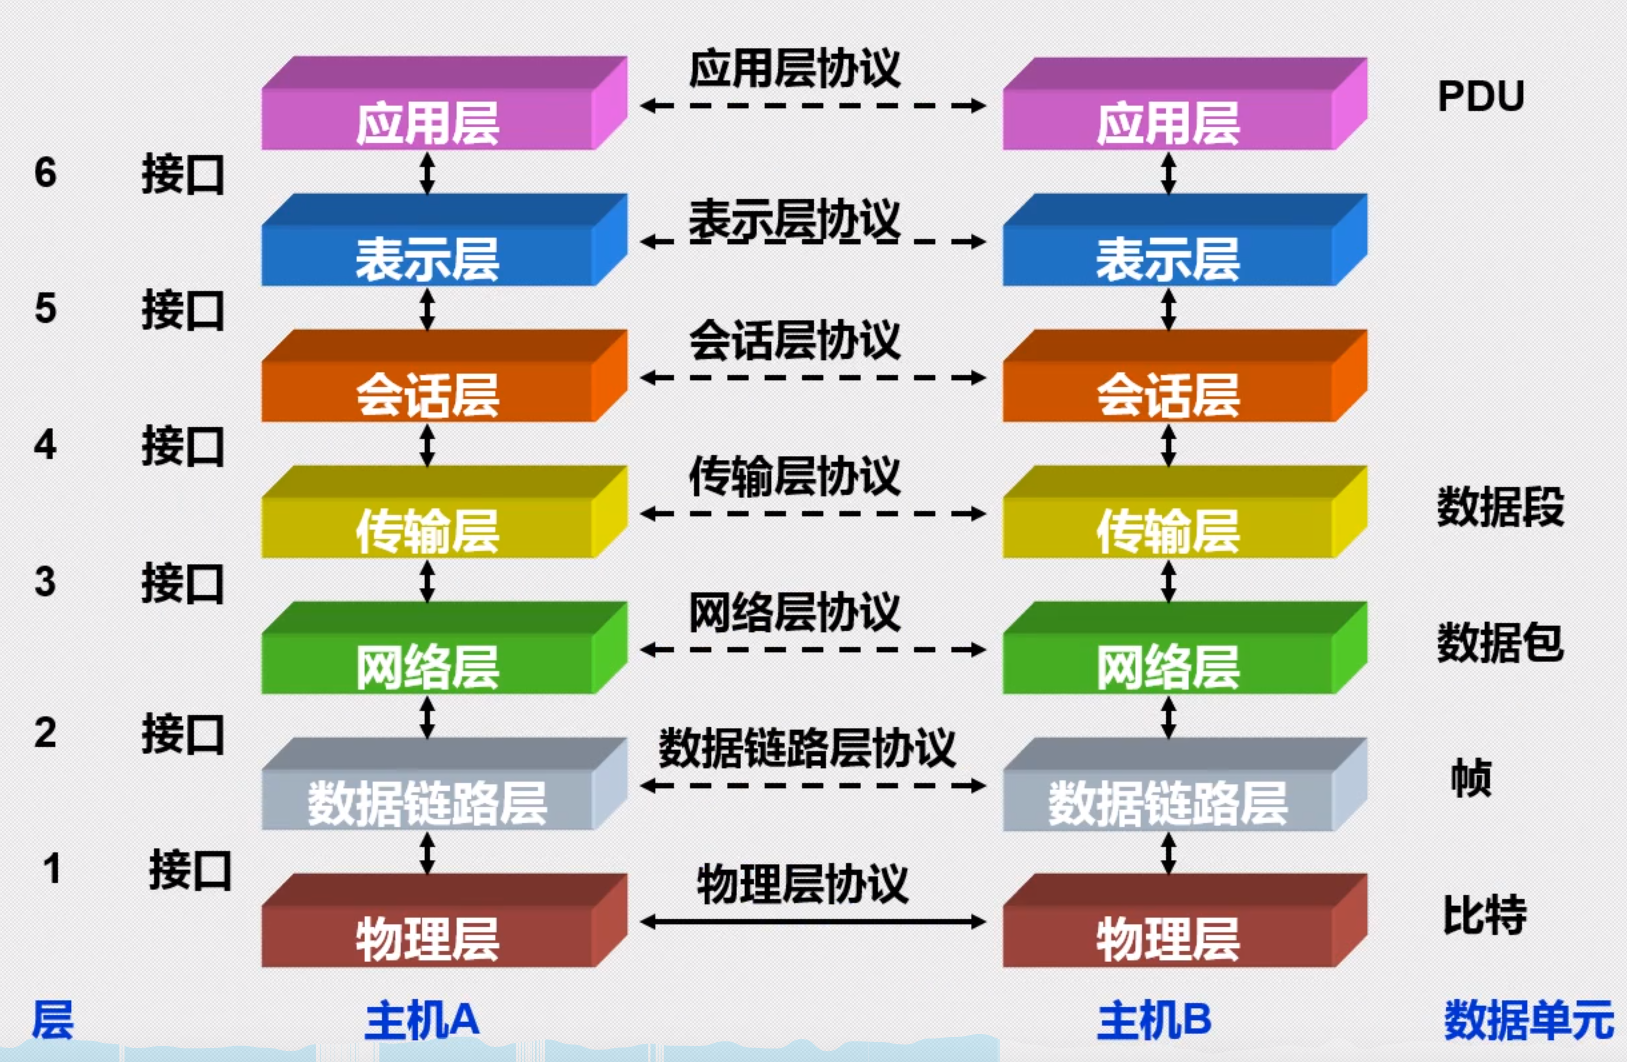 应用层协议
应用层
应用层
PDU
6
接口
表示层协议
表示层
表示层
5
接口
会话层协议
会话层
会话层
4
接口
传输层协议
传输层
传输层
数据段
3
接口
网络层协议
网络层
网络层
数据包
2
接口
数据链路层协议
数据链路层
数据链路层
帧
1
接口
物理层协议
物理层
物理层
比特
层
主机A
主机B
数据单元